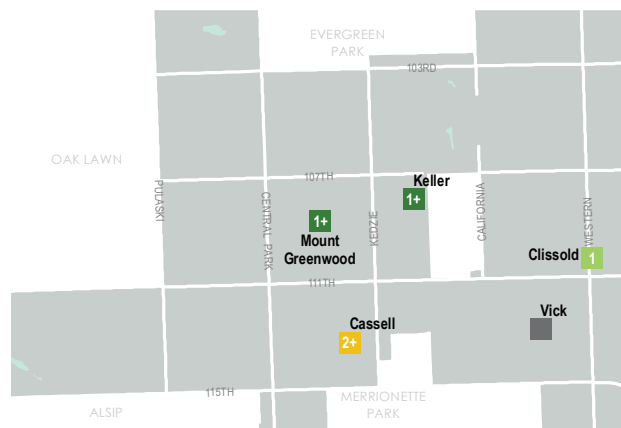 EVERGREEN
PARK
103RD
OAK LAWN
107TH
Keller
PULASKI
CENTRAL PARK
1+
KEDZIE
1+
CALIFORNIA
WESTERN
Mount
Greenwood
Clissold
1
111TH
Cassell
Vick
2+
115TH
MERRIONETTE
PARK
ALSIP